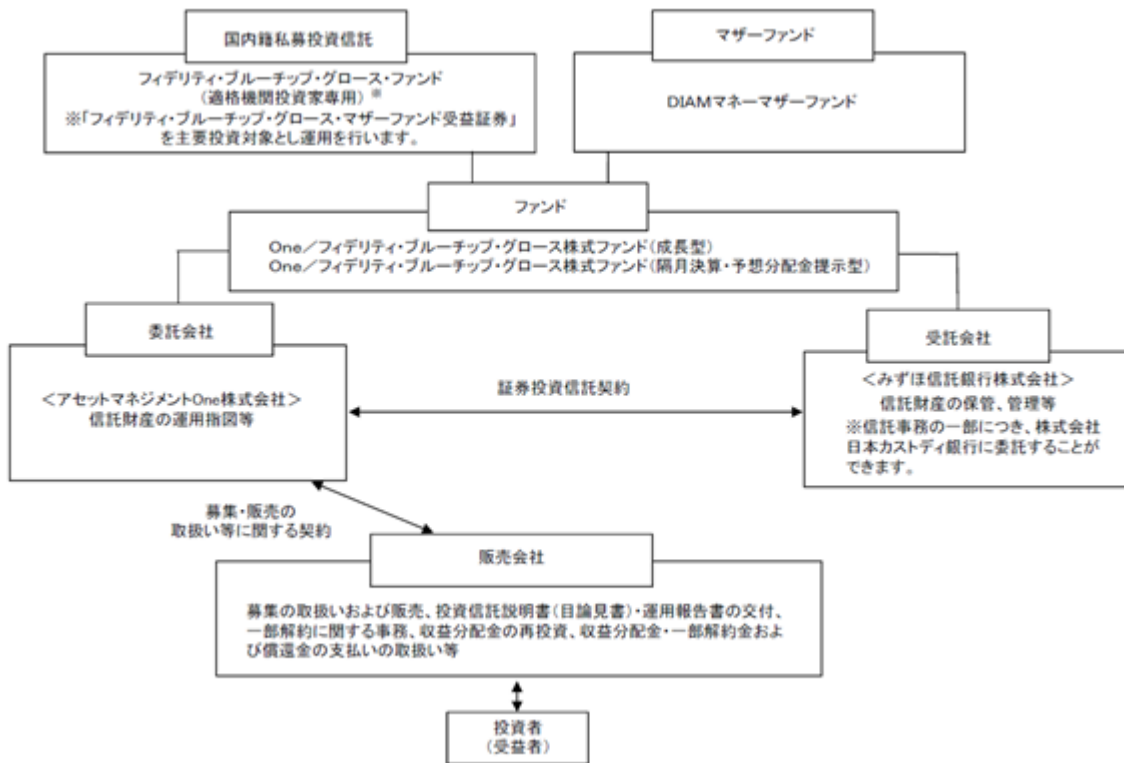 国内籍私募投資信託
フィデリティ・ブルーチップ・グロース・ファンド
(適格機関投資家専用)※
※「フィデリティ・ブルーチップ・グロース・マザーファンド受益証券」
を主要投資対象とし運用を行います。
マザーファンド
DIAMマネーマザーファンド
ファンド
One/フィデリティ・ブルーチップ・グロース株式ファンド(成長型)
One/フィデリティ・ブルーチップ・グロース株式ファンド(隔月決算・予想分配金提示型)
委託会社
<アセットマネジメントOne株式会社>
信託財産の運用指図等
証券投資信託契約
受託会社
<みずほ信託銀行株式会社>
信託財産の保管、管理等
※信託事務の一部につき、株式会社
日本カストディ銀行に委託することが
できます。
募集・販売の
取扱い等に関する契約
販売会社
募集の取扱いおよび販売、投資信託説明書(目論見書)・運用報告書の交付、
一部解約に関する事務、収益分配金の再投資、収益分配金・一部解約金およ
び償還金の支払いの取扱い等
投資者
(受益者)